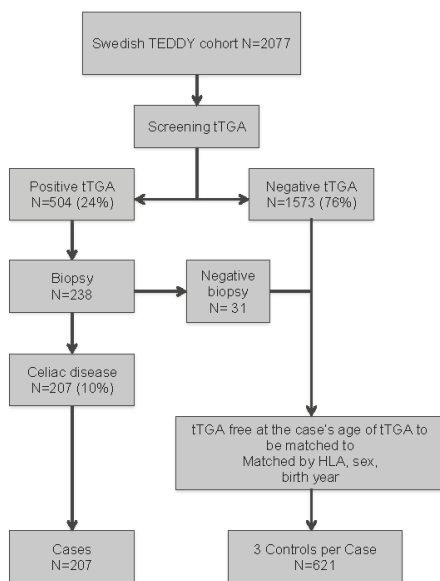 Swedish TEDDY cohort N=2077
Screening tTGA
Positive tTGA
N=504 (24%)
Negative tTGA
N=1573 (76%)
Biopsy
N=238
Negative
biopsy
N= 31
Celiac disease
N=207 (10%)
tTGA free at the case's age of tTGA to
be matched to
Matched by HLA, sex,
birth year
Cases
N=207
3 Controls per Case
N=621